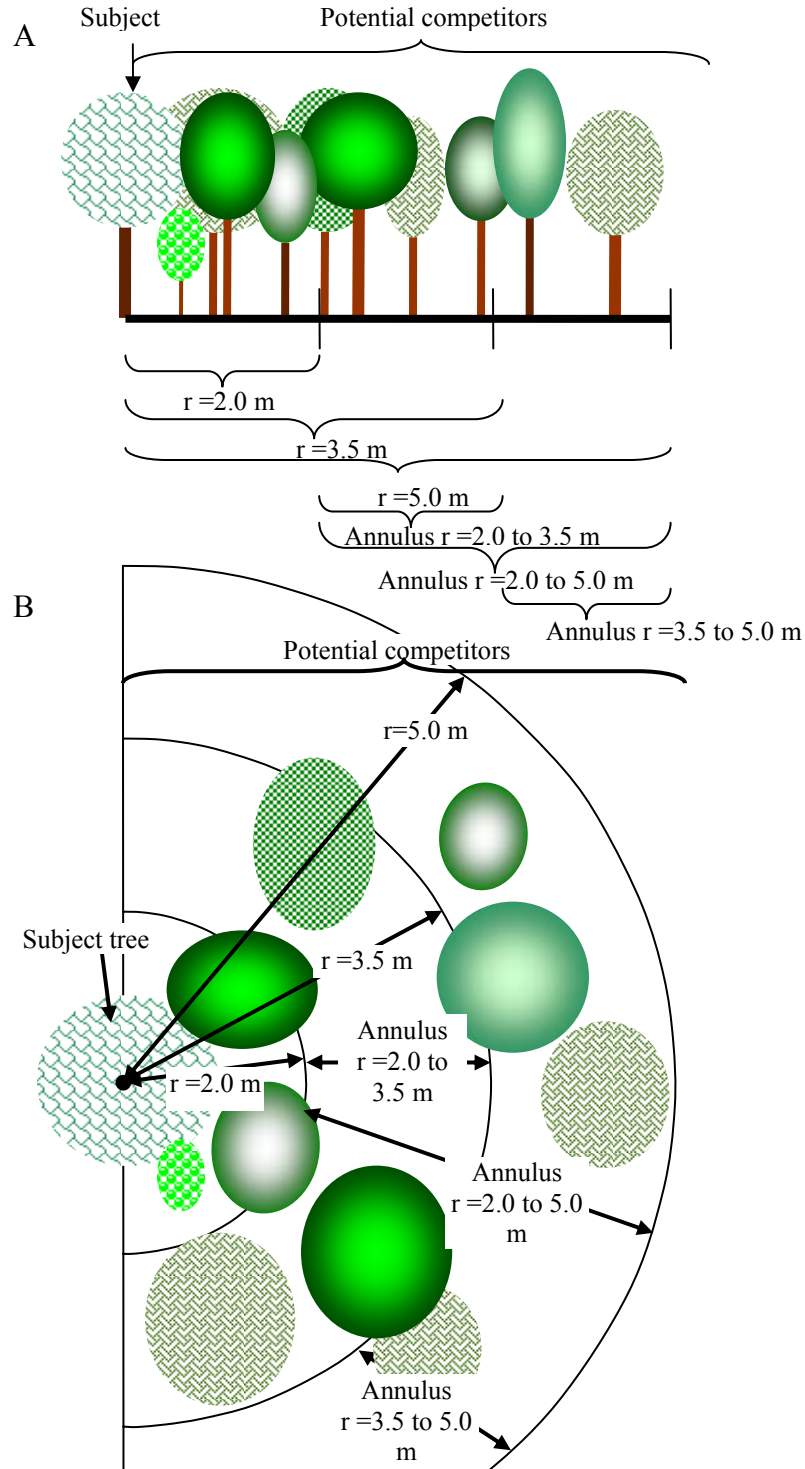 A
Subject
Potential competitors
r =2.0 m
r =3.5 m
r=5.0 m
Annulus r=2.0 to 3.5 m
Annulus r =2.0 to 5.0 m
Annulus r =3.5 to 5.0 m
B
Potential competitors
r=5.0 m
Subject tree
r=3.5 m
Annulus
r =2.0 to
3.5 m
r=2.0 m
Annulus
r=2.0 to 5.0
m
Annulus
r=3.5 to 5.0
m